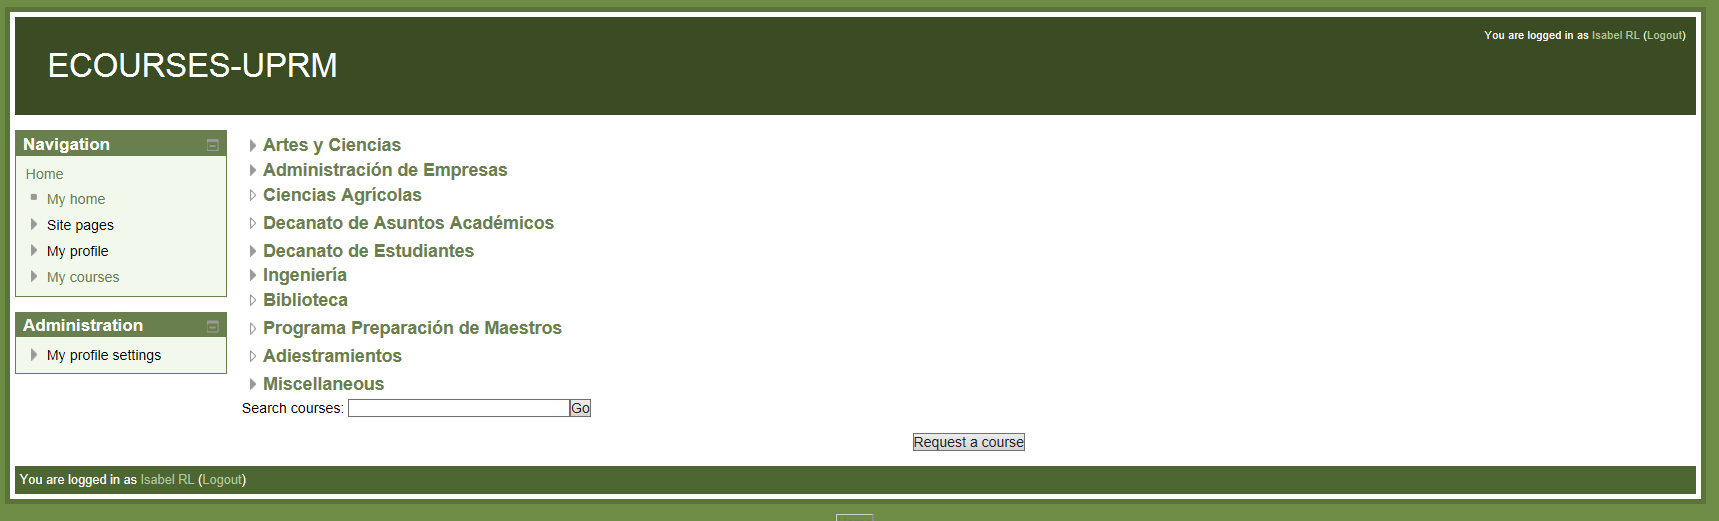 You are logged in as Isabel RL (Logout)
ECOURSES-UPRM
Navigation
Home
My home
Site pages
My profile
My courses
Administration
My profile settings
Artes y Ciencias
Administración de Empresas
Ciencias Agrícolas
Decanato de Asuntos Académicos
Decanato de Estudiantes
Ingeniería
Biblioteca
Programa Preparación de Maestros
Adiestramientos
Miscellaneous
Search courses: Go
Request a course
You are logged in as Isabel RL (Logout)